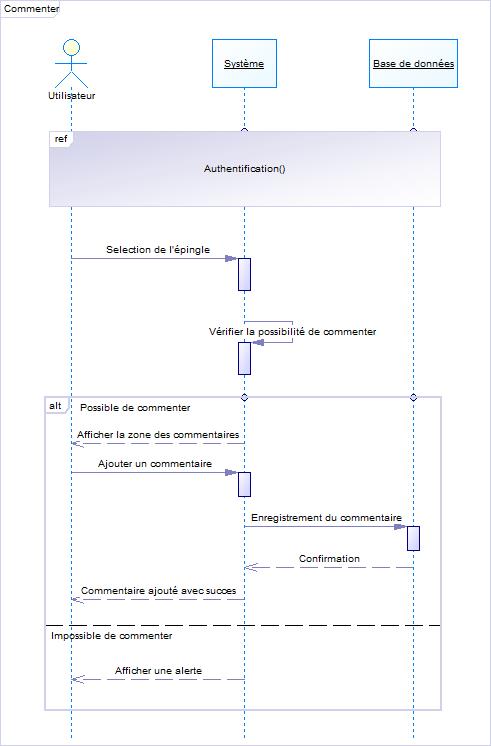 Commenter
Utilisateur
Système
Base de données
ref
Authentification()
Selection de l'épingle
Vérifier la possibilité de commenter
alt
Possible de commenter
Afficher la zone des commentaires
Ajouter un commentaire
Enregistrement du commentaire
Confirmation
Commentaire ajouté avec succes
Impossible de commenter
Afficher une alerte